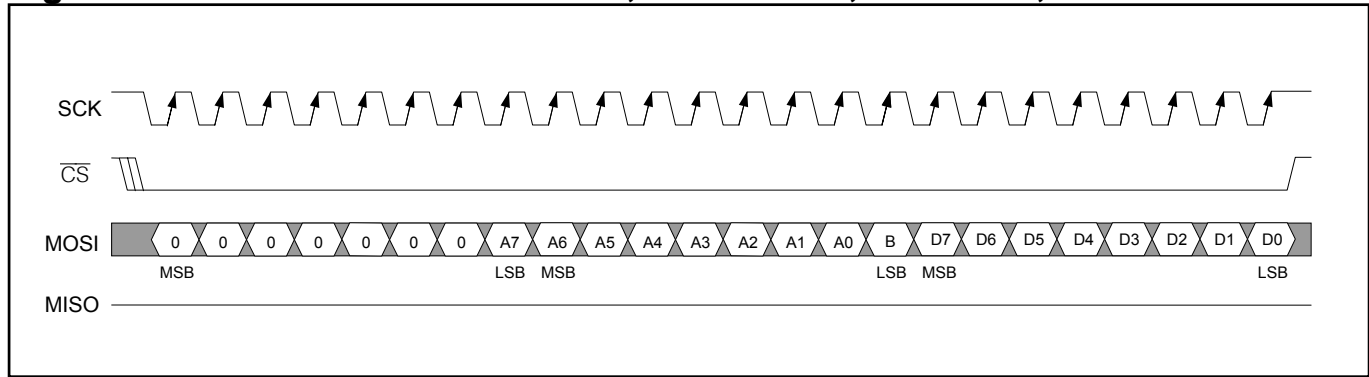 SCK
CS
MOSI 0 0 0 0 0 0 0 A7 A6 A5 A4 A3 A2 A1 A0 B D7 D6 D5 D4 D3 D2 D1 D0
MSB LSB MSB LSB MSB LSB
MISO